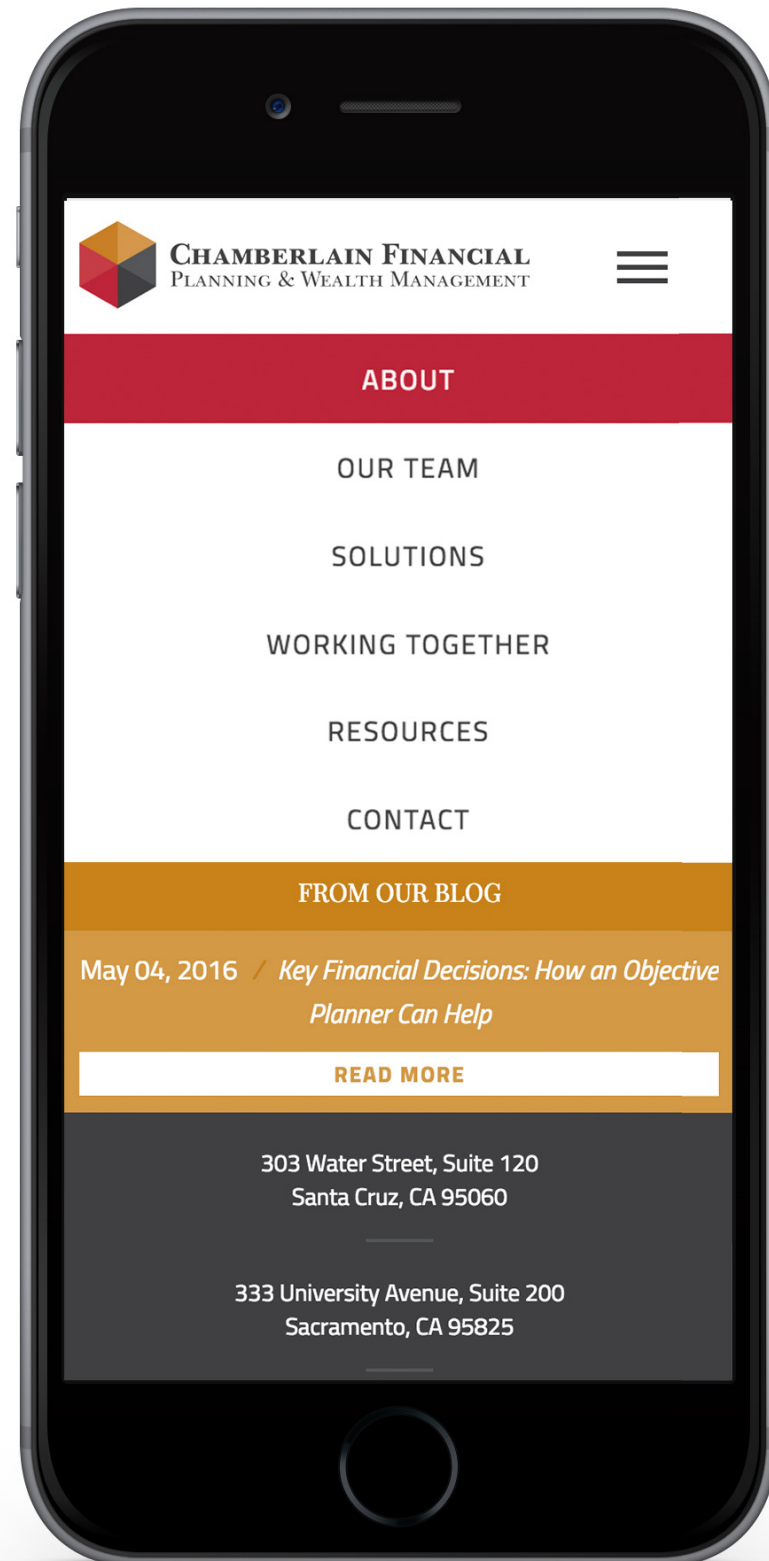 CHAMBERLAIN FINANCIAL
PLANNING & WEALTH MANAGEMENT
ABOUT
OUR TEAM
SOLUTIONS
WORKING TOGETHER
RESOURCES
CONTACT
FROM OUR BLOG
May 04, 2016 / Key Financial Decisions: How an Objective
Planner Can Help
READ MORE
303 Water Street, Suite 120
Santa Cruz, CA 95060
333 University Avenue, Suite 200
Sacramento, CA 95825